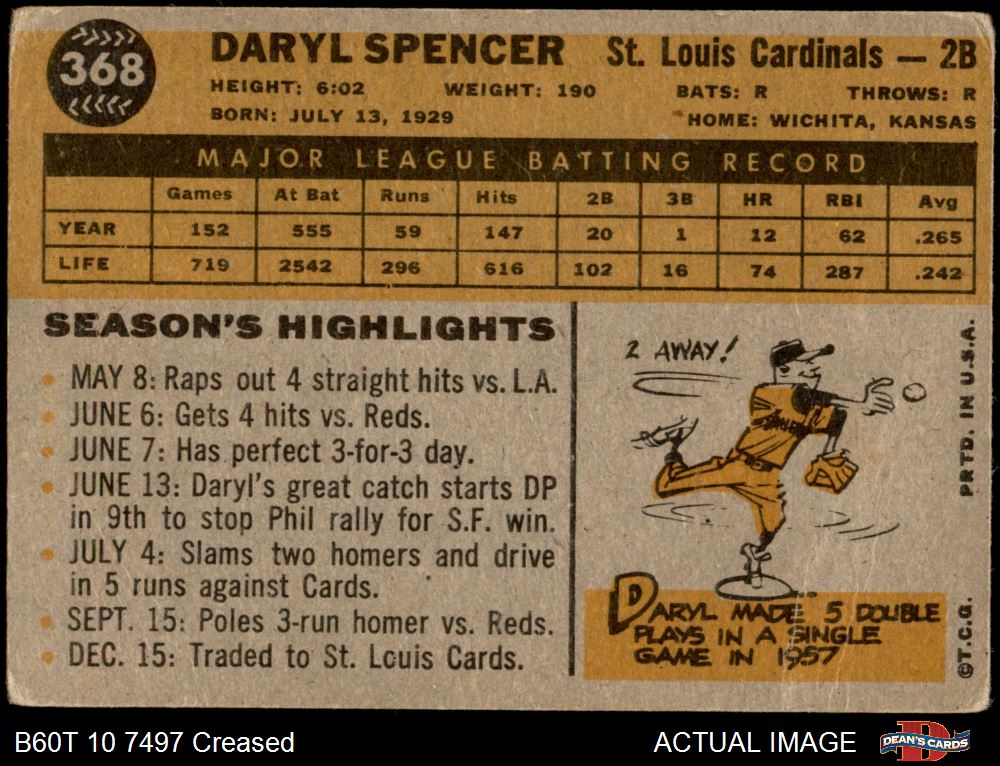 368
DARYL SPENCER St. Louis Cardinals — 2B
HEIGHT: 6:02 WEIGHT: 190 BATS: R THROWS: R
BORN: JULY 13, 1929 HOME: WICHITA, KANSAS
MAJOR LEAGUE BATTING RECORD
Games At Bat Runs Hits 2B 3B HR RBI Avg
YEAR 152 555 59 147 20 1 12 62 .265
LIFE 719 2542 296 616 102 16 74 287 .242
SEASON'S HIGHLIGHTS
• MAY 8: Raps out 4 straight hits vs. L.A.
• JUNE 6: Gets 4 hits vs. Reds.
• JUNE 7: Has perfect 3-for-3 day.
• JUNE 13: Daryl's great catch starts DP
in 9th to stop Phil rally for S.F. win.
• JULY 4: Slams two homers and drive
in 5 runs against Cards.
• SEPT. 15: Poles 3-run homer vs. Reds.
• DEC. 15: Traded to St. Louis Cards.
2 AWAY!
DARYL MADE 5 DOUBLE
PLAYS IN A SINGLE
GAME IN 1957
©T.C.G. PRTD. IN U.S.A.
B60T 10 7497 Creased ACTUAL IMAGE
D
DEAN'S CARDS